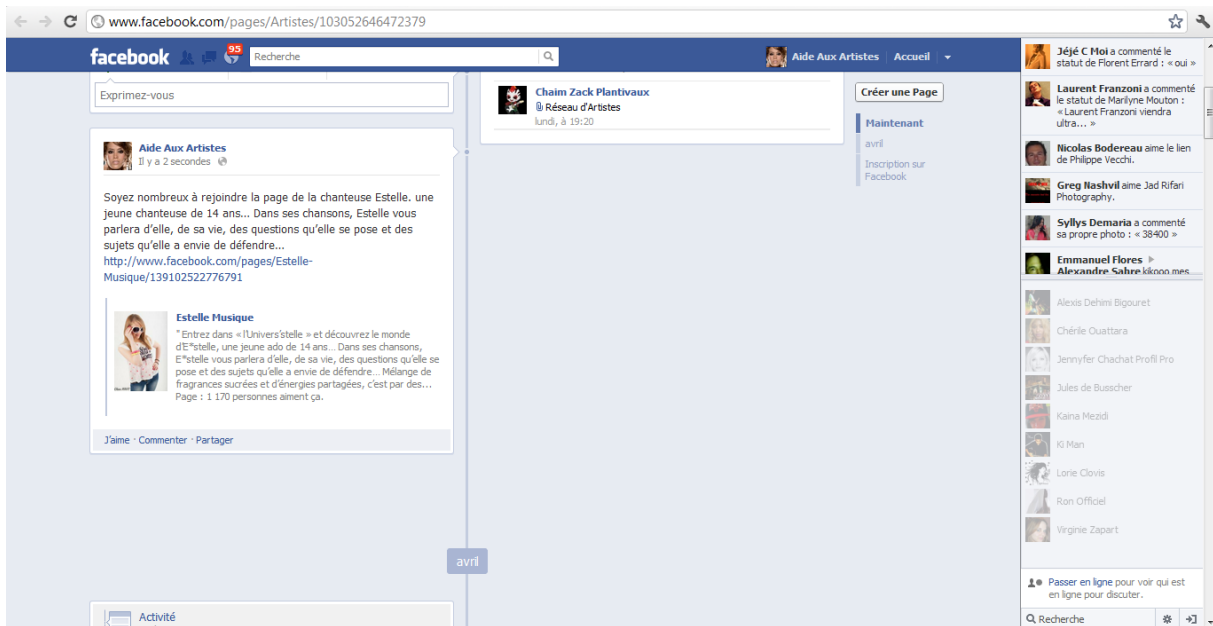 www.facebook.com/pages/Artistes/103052646472379
facebook
95
Recherche
Aide Aux Artistes
Accueil
Exprimez-vous
Aide Aux Artistes
Il y a 2 secondes
Soyez nombreux à rejoindre la page de la chanteuse Estelle. une
jeune chanteuse de 14 ans... Dans ses chansons, Estelle vous
parlera d'elle, de sa vie, des questions qu'elle se pose et des
sujets qu'elle a envie de défendre...
http://www.facebook.com/pages/Estelle-
Musique/139102522776791
Estelle Musique
"Entrez dans « l'Univers'stelle » et découvrez le monde
d'E*stelle, une jeune ado de 14 ans... Dans ses chansons,
E*stelle vous parlera d'elle, de sa vie, des questions qu'elle se
pose et des sujets qu'elle a envie de défendre... Mélange de
fragrances sucrées et d'énergies partagées, c'est par des...
Page : 1 170 personnes aiment ça.
J'aime · Commenter · Partager
avril
Activité
Chaim Zack Plantivaux
Réseau d'Artistes
lundi, à 19:20
Créer une Page
Maintenant
avril
Inscription sur
Facebook
Jéjé C Moi a commenté le
statut de Florent Errard : « oui »
Laurent Franzoni a commenté
le statut de Marilyne Mouton :
«Laurent Franzoni viendra
ultra... »
Nicolas Bodereau aime le lien
de Philippe Vecchi.
Greg Nashvil aime Jad Rifari
Photography.
Syllys Demaria a commenté
sa propre photo : « 38400 »
Emmanuel Flores
Alexandre Sahre kikooo mes
Alexis Dehimi Bigouret
Chérile Ouattara
Jennyfer Chachat Profil Pro
Jules de Busscher
Kaina Mezidi
Ki Man
Lorie Clovis
Ron Officiel
Virginie Zapart
Passer en ligne pour voir qui est
en ligne pour discuter.
Recherche